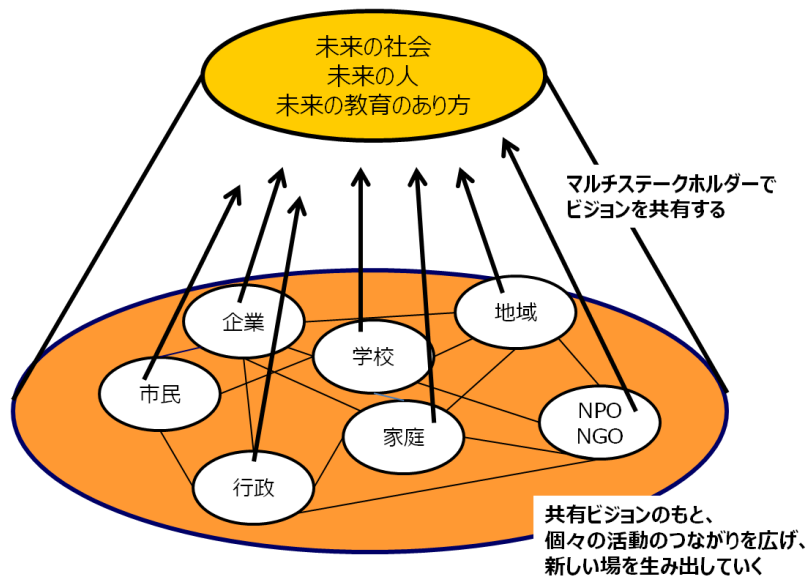 未来の社会
未来の人
未来の教育のあり方
マルチステークホルダーで
ビジョンを共有する
企業
地域
学校
市民
家庭
NPO
NGO
行政
共有ビジョンのもと、
個々の活動のつながりを広げ、
新しい場を生み出していく